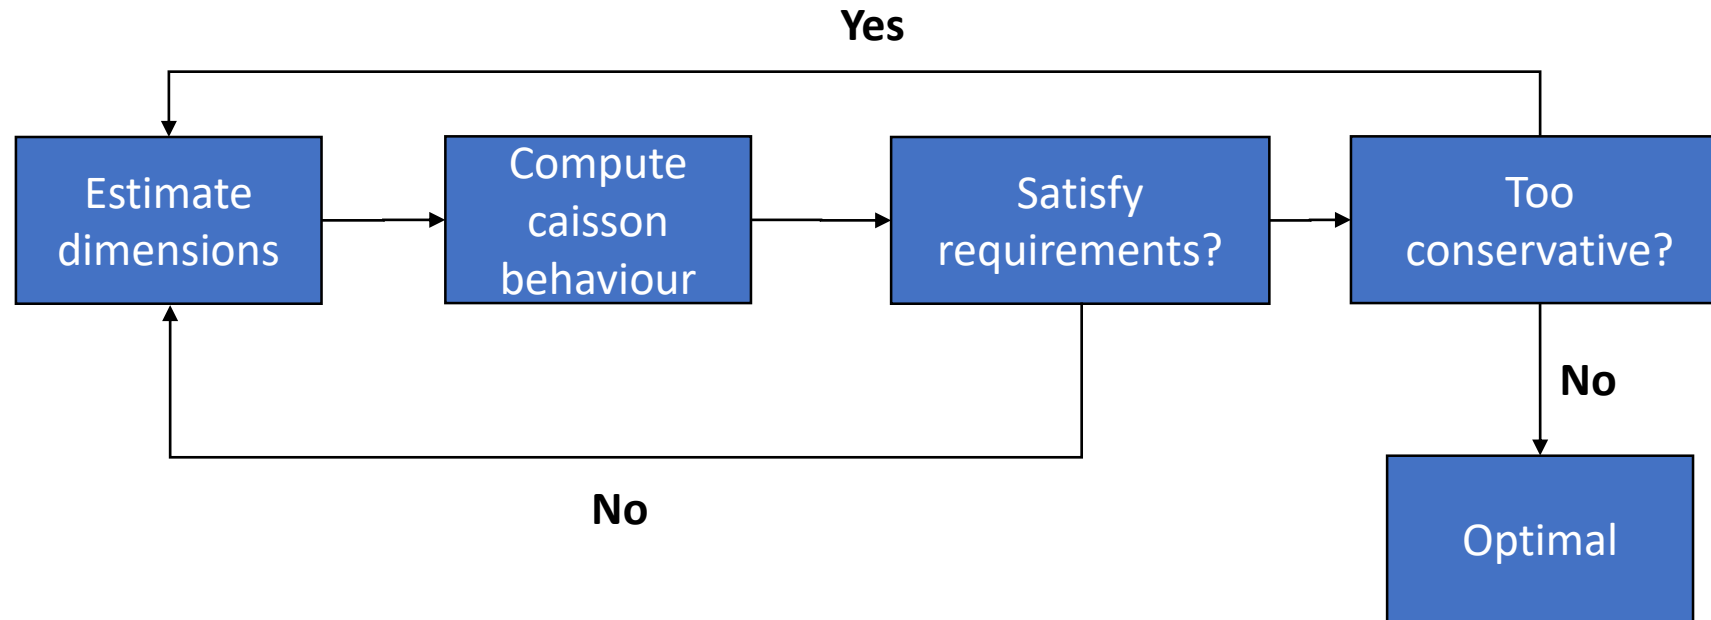 Yes
Estimate
dimensions
Compute
caisson
behaviour
Satisfy
requirements?
Too
conservative?
No
No
Optimal